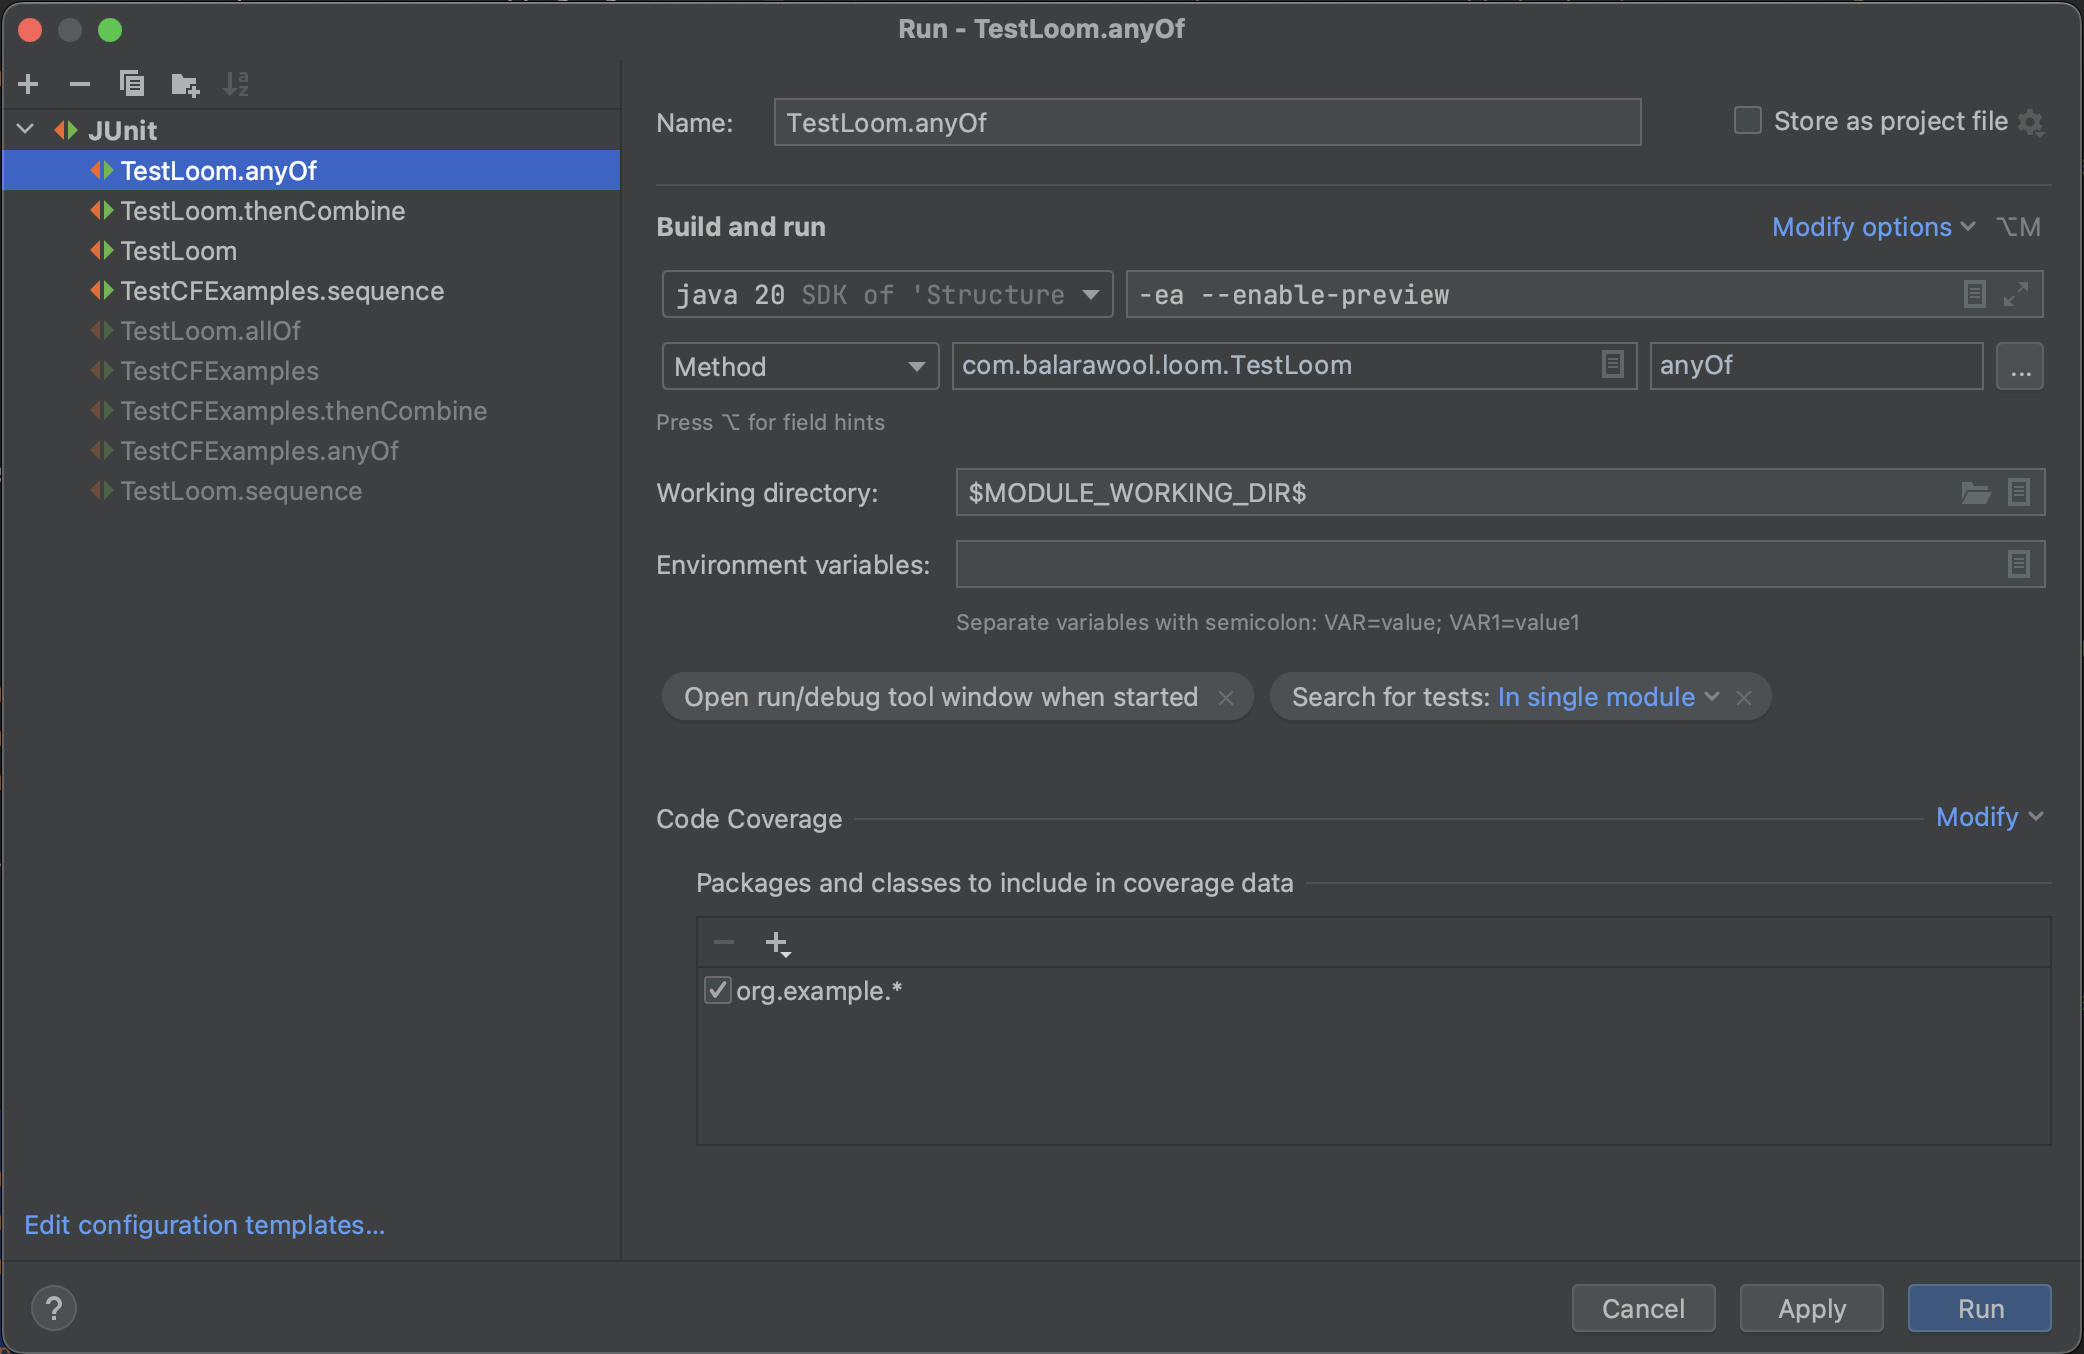 Run - TestLoom.anyOf
JUnit
TestLoom.anyOf
TestLoom.thenCombine
TestLoom
TestCFExamples.sequence
TestLoom.allOf
TestCFExamples
TestCFExamples.thenCombine
TestCFExamples.anyOf
TestLoom.sequence
Edit configuration templates...
Name: TestLoom.anyOf Store as project file
Build and run Modify options ⌥M
java 20 SDK of 'Structure -ea --enable-preview
Method com.balarawool.loom.TestLoom anyOf ...
Press ⌥ for field hints
Working directory: $MODULE_WORKING_DIR$
Environment variables:
Separate variables with semicolon: VAR=value; VAR1=value1
Open run/debug tool window when started × Search for tests: In single module ×
Code Coverage Modify
Packages and classes to include in coverage data
org.example.*
? Cancel Apply Run